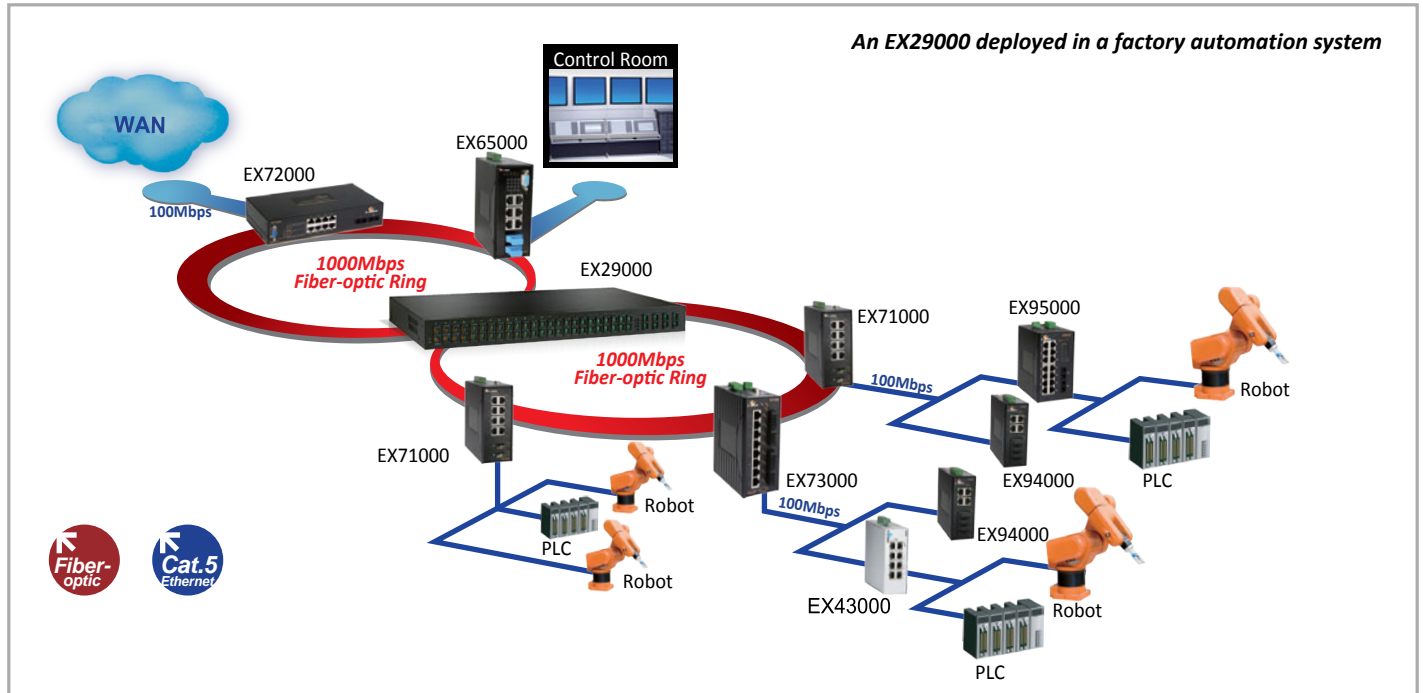 An EX29000 deployed in a factory automation system
Control Room
WAN
EX65000
EX72000
100Mbps
1000Mbps
Fiber-optic Ring
EX29000
EX71000
EX95000
1000Mbps
Fiber-optic Ring
100Mbps
Robot
EX71000
EX73000
EX94000
PLC
Robot
100Mbps
PLC
EX94000
Robot
EX43000
Robot
PLC
Fiber-
optic
Cat.5
Ethernet